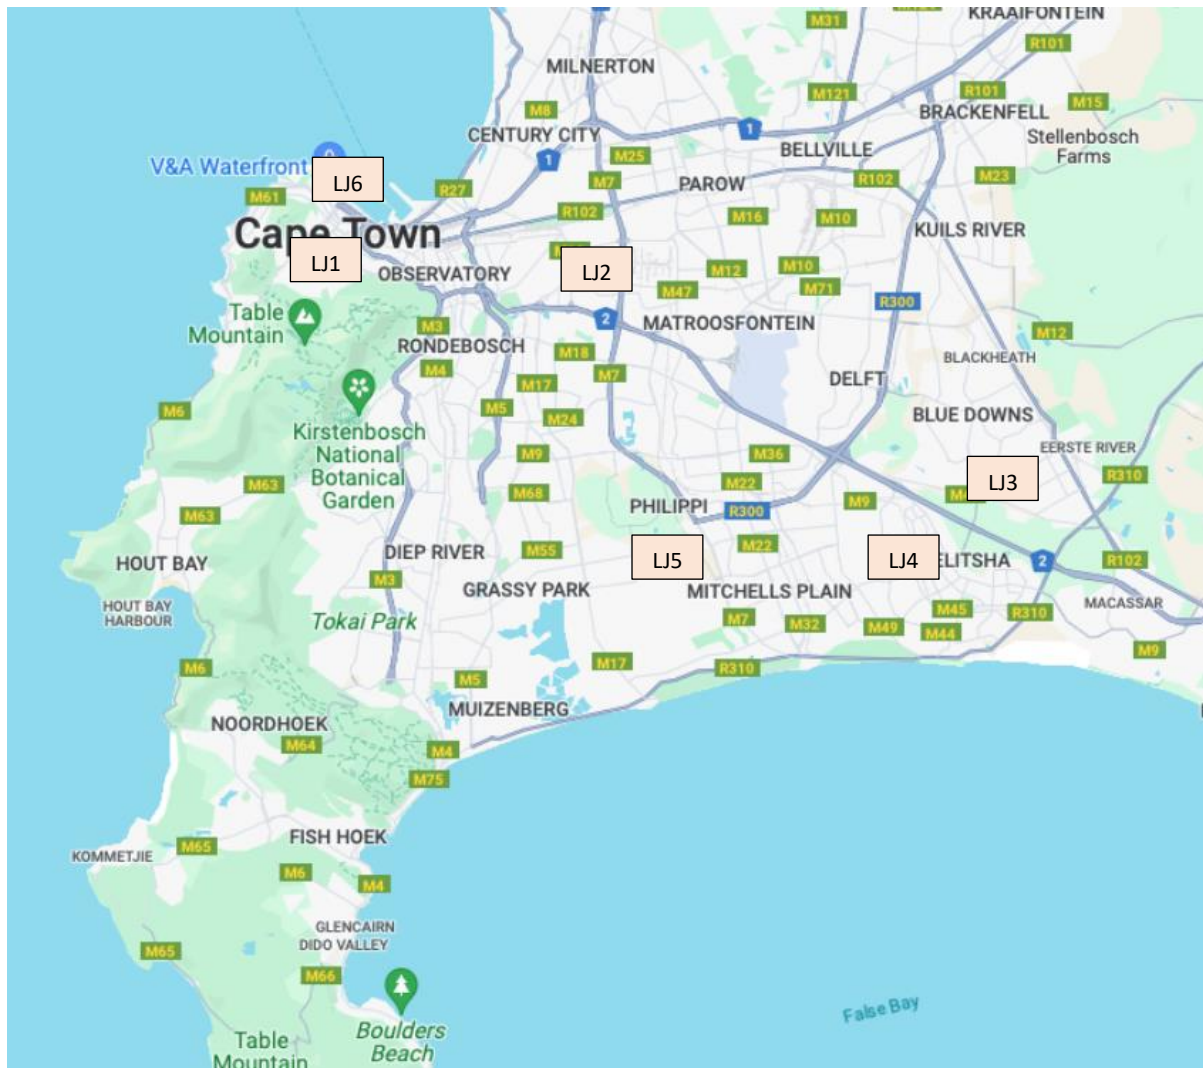 KRAAIFONTEIN
M31
R101
MILNERTON
M121
R101
M15
M8
BRACKENFELL
CENTURY CITY
1
Stellenbosch
Farms
1
BELLVILLE
M25
V&A Waterfront
LJ6
M61
R27
M7
PAROW
R102
M23
R102
M16
M10
Cape Town
KUILS RIVER
LJ1
OBSERVATORY
LJ2
M12
M10
M47
M71
R300
Table
Mountain
M3
2
MATROOSFONTEIN
M12
RONDEBOSCH
M18
BLACKHEATH
M4
M7
DELFT
M17
M6
M5
M24
BLUE DOWNS
Kirstenbosch
National
Botanical
Garden
M9
M36
EERSTE RIVER
M63
M68
M22
LJ3
R310
M63
PHILIPPI
R300
M9
HOUT BAY
DIEP RIVER
M55
LJ5
M22
LJ4
ELITSHA
2
R102
M3
GRASSY PARK
MITCHELLS PLAIN
HOUT BAY
HARBOUR
Tokai Park
M7
M32
M49
M45
M44
R310
MACASSAR
M6
M5
M17
R310
M9
MUIZENBERG
NOORDHOEK
M64
M4
M75
FISH HOEK
KOMMETJIE
M65
M6
M4
GLENCAIRN
DIDO VALLEY
M65
M66
Boulders
Beach
False Bay
Table
Mountain